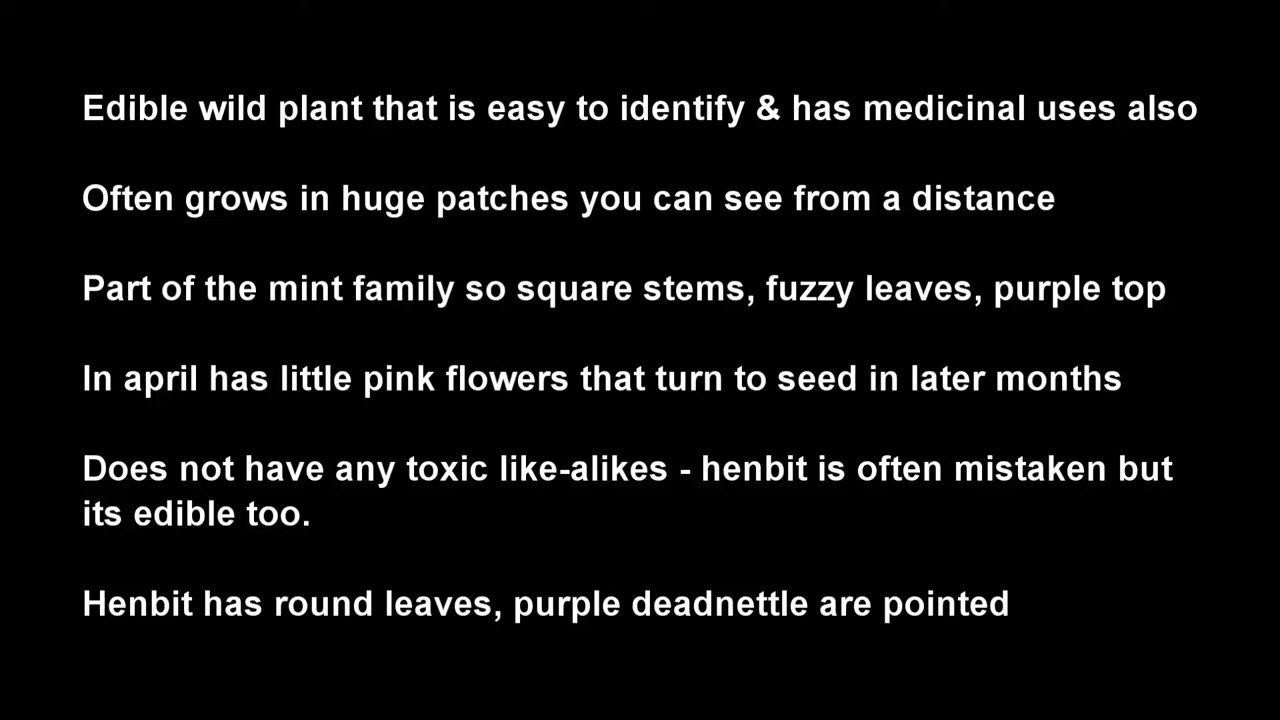 Edible wild plant that is easy to identify & has medicinal uses also
Often grows in huge patches you can see from a distance
Part of the mint family so square stems, fuzzy leaves, purple top
In april has little pink flowers that turn to seed in later months
Does not have any toxic like-alikes - henbit is often mistaken but
its edible too.
Henbit has round leaves, purple deadnettle are pointed